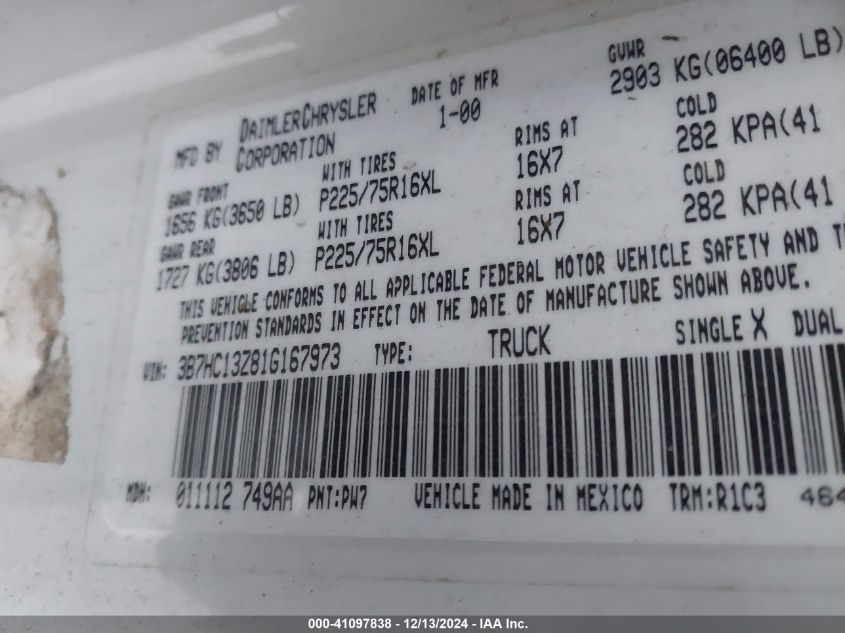 MFD BY DAIMLERCHRYSLER CORPORATION
DATE OF MFR 1-00
GVWR 2903 KG(06400 LB)
GAWR FRONT WITH TIRES RIMS AT COLD
1656 KG(3650 LB) P225/75R16XL 16X7 282 KPA(41
GAWR REAR WITH TIRES RIMS AT COLD
1727 KG(3806 LB) P225/75R16XL 16X7 282 KPA(41
THIS VEHICLE CONFORMS TO ALL APPLICABLE FEDERAL MOTOR VEHICLE SAFETY AND
PREVENTION STANDARDS IN EFFECT ON THE DATE OF MANUFACTURE SHOWN ABOVE.
VIN: 3B7HC13Z81G167973 TYPE: TRUCK SINGLE X DUAL
MDH: 011112 749AA PNT:PW7 VEHICLE MADE IN MEXICO TRM:R1C3 464
000-41097838 - 12/13/2024 - IAA Inc.